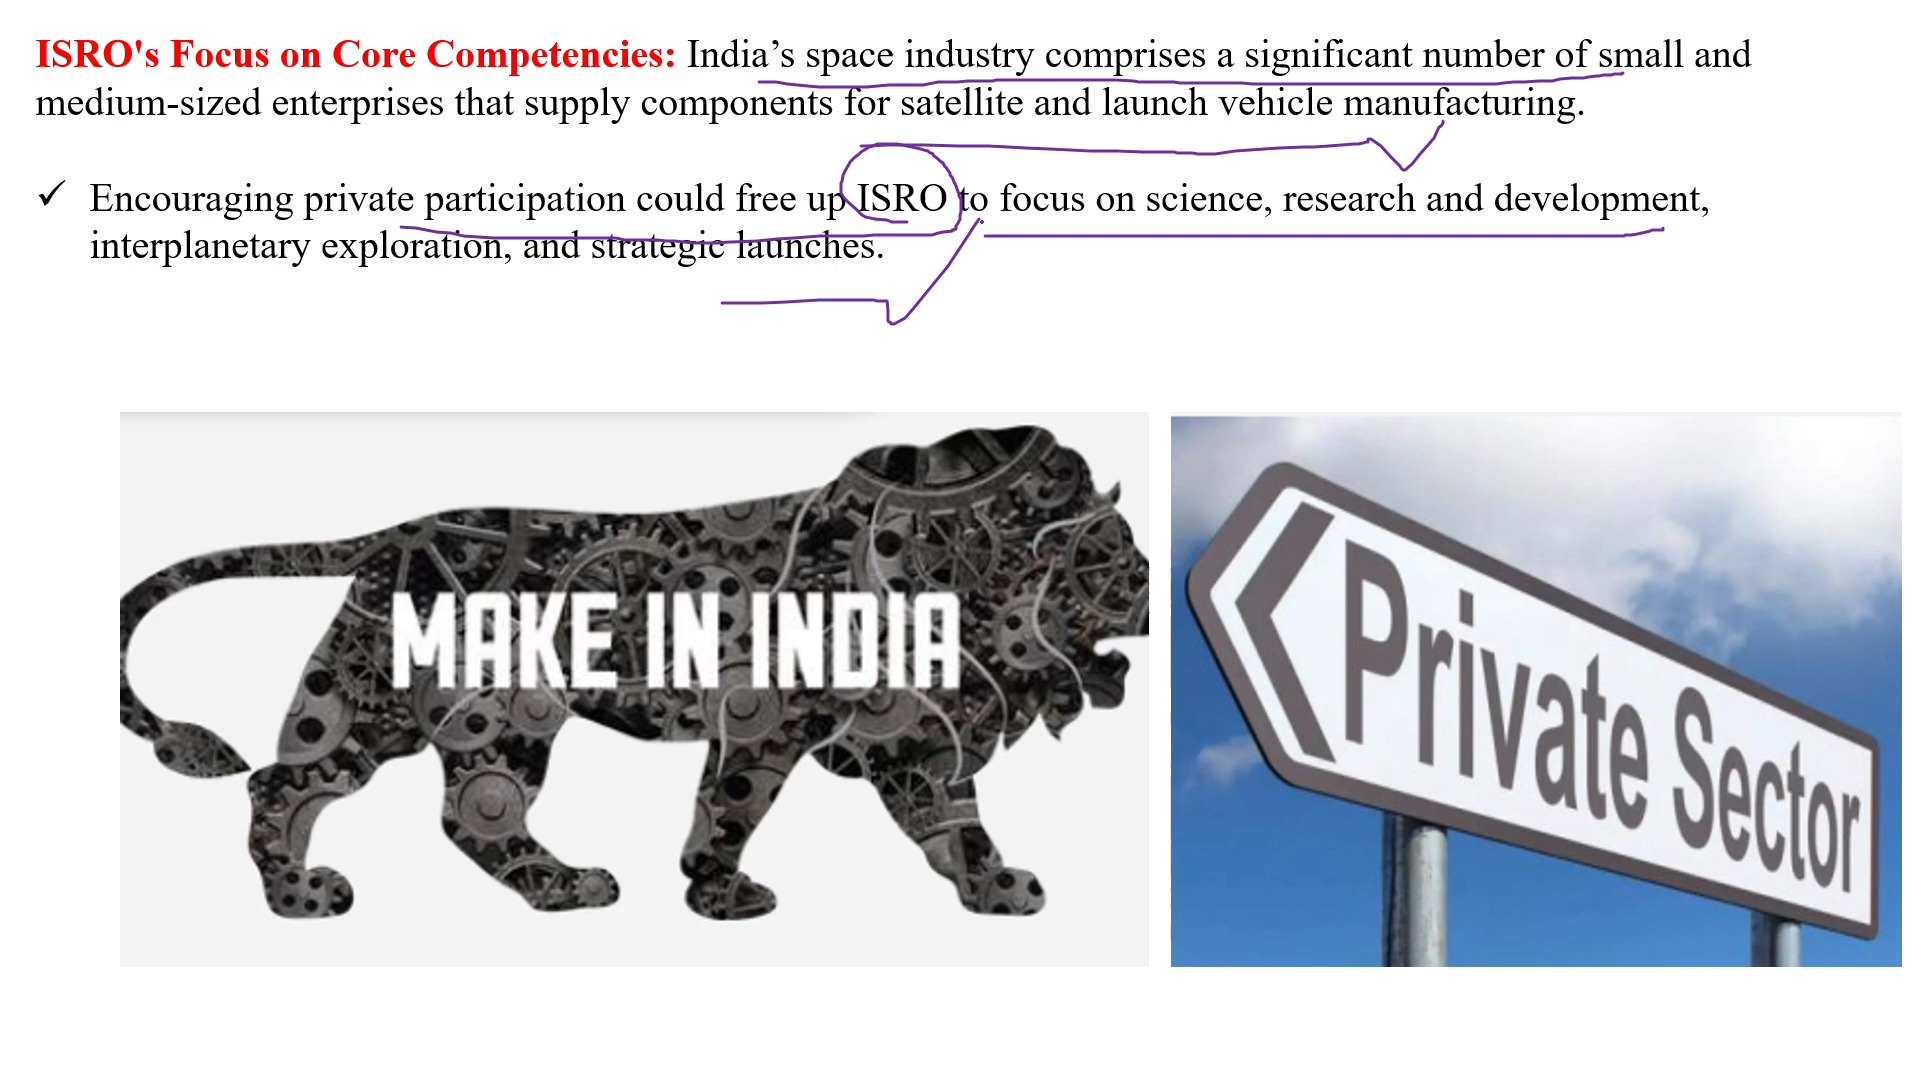 ISRO's Focus on Core Competencies: India’s space industry comprises a significant number of small and
medium-sized enterprises that supply components for satellite and launch vehicle manufacturing.
✓ Encouraging private participation could free up ISRO to focus on science, research and development,
interplanetary exploration, and strategic launches.
MAKE IN INDIA
Private Sector